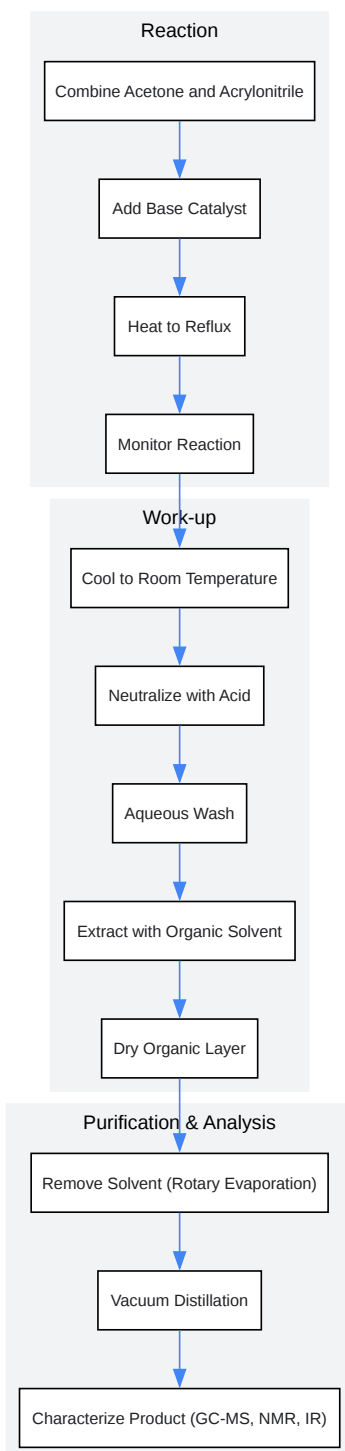 Reaction
Combine Acetone and Acrylonitrile
Add Base Catalyst
Heat to Reflux
Monitor Reaction
Work-up
Cool to Room Temperature
Neutralize with Acid
Aqueous Wash
Extract with Organic Solvent
Dry Organic Layer
Purification & Analysis
Remove Solvent (Rotary Evaporation)
Vacuum Distillation
Characterize Product (GC-MS, NMR, IR)